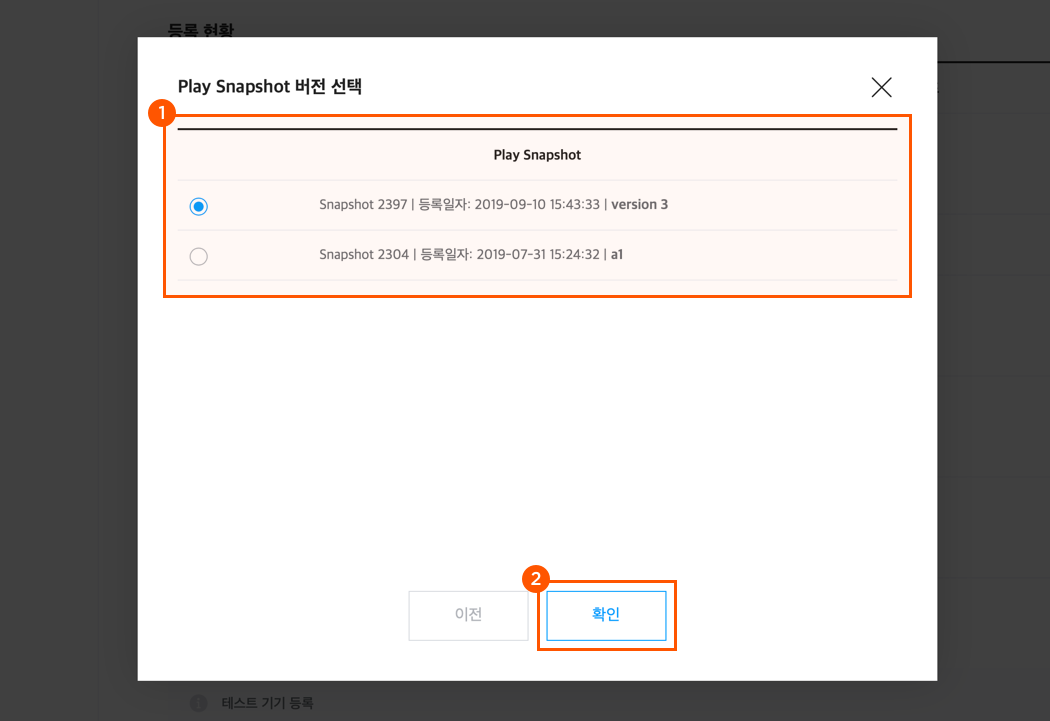 등록 현황
Play Snapshot 버전 선택
1
Play Snapshot
Snapshot 2397 | 등록일자: 2019-09-10 15:43:33 | version 3
Snapshot 2304 | 등록일자: 2019-07-31 15:24:32 | a1
2
이전
확인
테스트 기기 등록